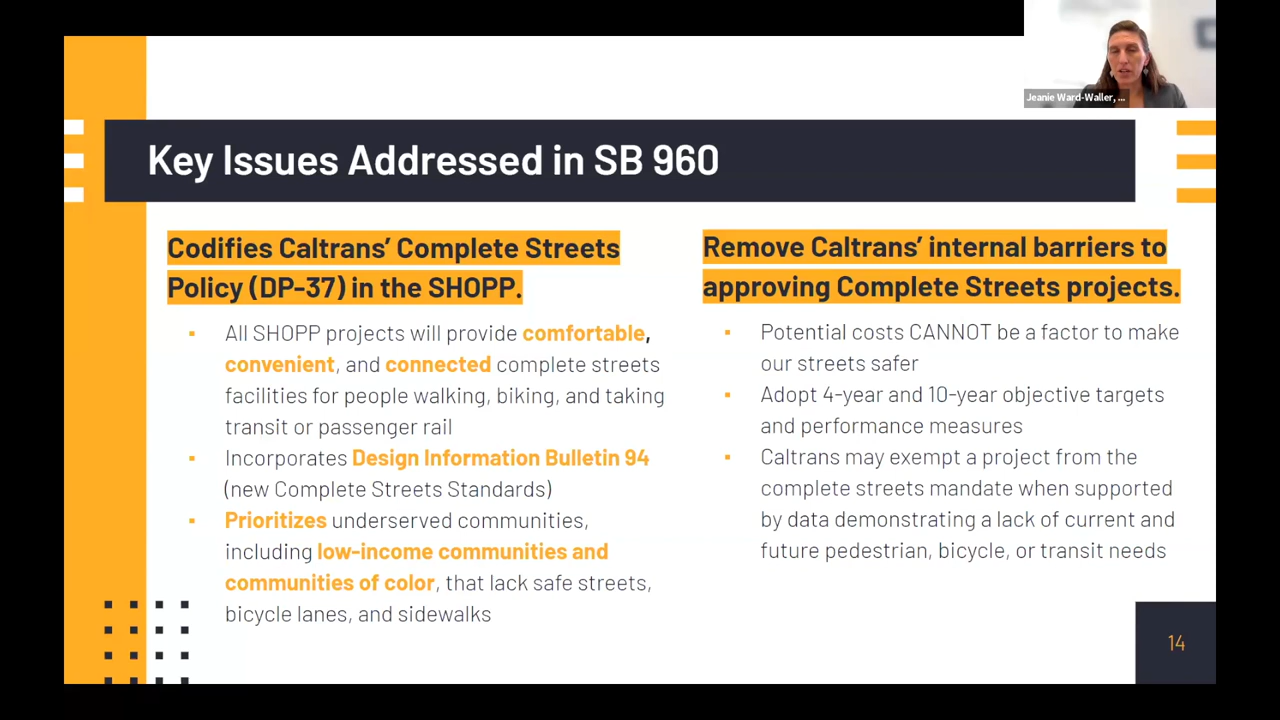 Jeanie Ward-Waller, ...
Key Issues Addressed in SB 960
Codifies Caltrans' Complete Streets
Policy (DP-37) in the SHOPP.
▪ All SHOPP projects will provide comfortable,
convenient, and connected complete streets
facilities for people walking, biking, and taking
transit or passenger rail
▪ Incorporates Design Information Bulletin 94
(new Complete Streets Standards)
▪ Prioritizes underserved communities,
including low-income communities and
communities of color, that lack safe streets,
bicycle lanes, and sidewalks
Remove Caltrans' internal barriers to
approving Complete Streets projects.
▪ Potential costs CANNOT be a factor to make
our streets safer
▪ Adopt 4-year and 10-year objective targets
and performance measures
▪ Caltrans may exempt a project from the
complete streets mandate when supported
by data demonstrating a lack of current and
future pedestrian, bicycle, or transit needs
14